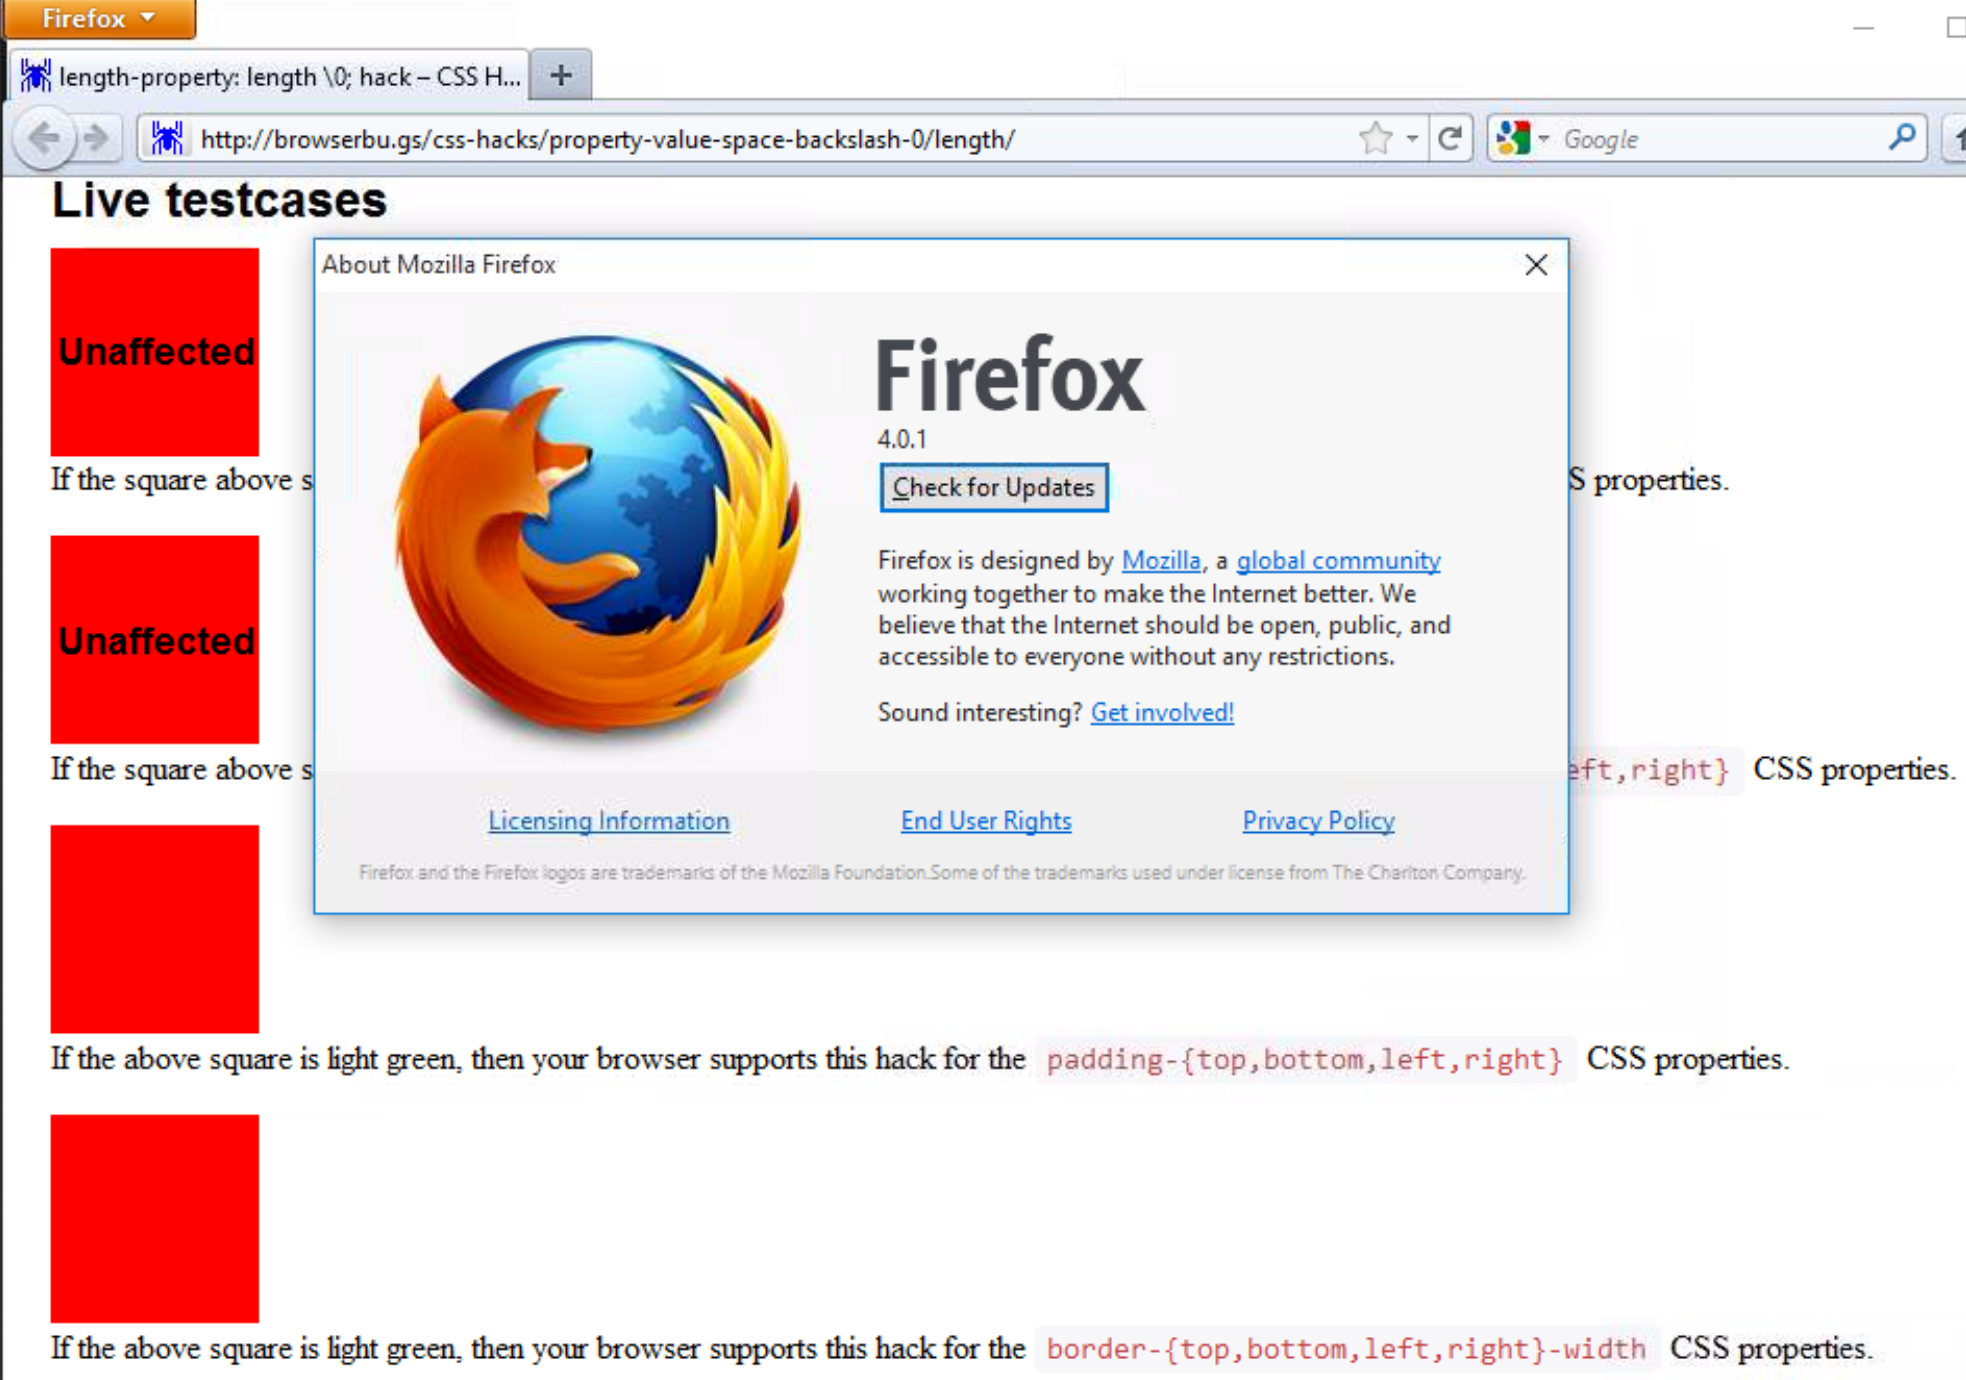 Firefox
length-property: length \0; hack – CSS H...
http://browserbu.gs/css-hacks/property-value-space-backslash-0/length/
Google
Live testcases
About Mozilla Firefox
Unaffected
Firefox
4.0.1
Check for Updates
If the square above s
S properties.
Firefox is designed by Mozilla, a global community
working together to make the Internet better. We
believe that the Internet should be open, public, and
accessible to everyone without any restrictions.
Unaffected
Sound interesting? Get involved!
If the square above s
eft,right} CSS properties.
Licensing Information End User Rights Privacy Policy
Firefox and the Firefox logos are trademarks of the Mozilla Foundation.Some of the trademarks used under license from The Charlton Company.
If the above square is light green, then your browser supports this hack for the padding-{top,bottom,left,right} CSS properties.
If the above square is light green, then your browser supports this hack for the border-{top,bottom,left,right}-width CSS properties.